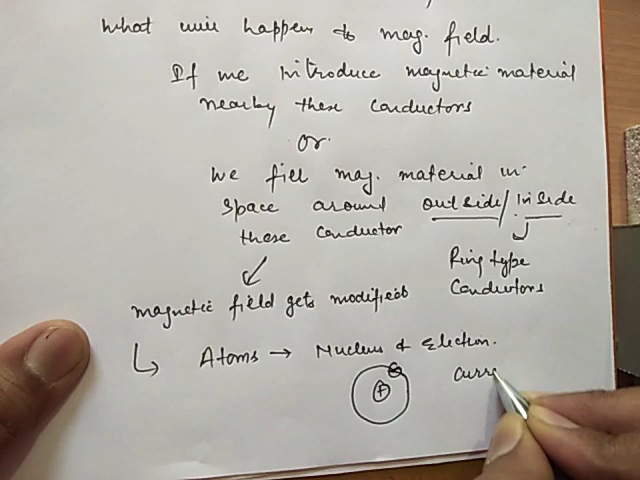 What will happen to mag. field.
If we introduce magnetic material
nearby these conductors
or
we fill mag. material in
space around outside/inside
these conductor
Ring type
Conductors
magnetic field gets modified
Atoms → Nucleus & Electron.
+
curre